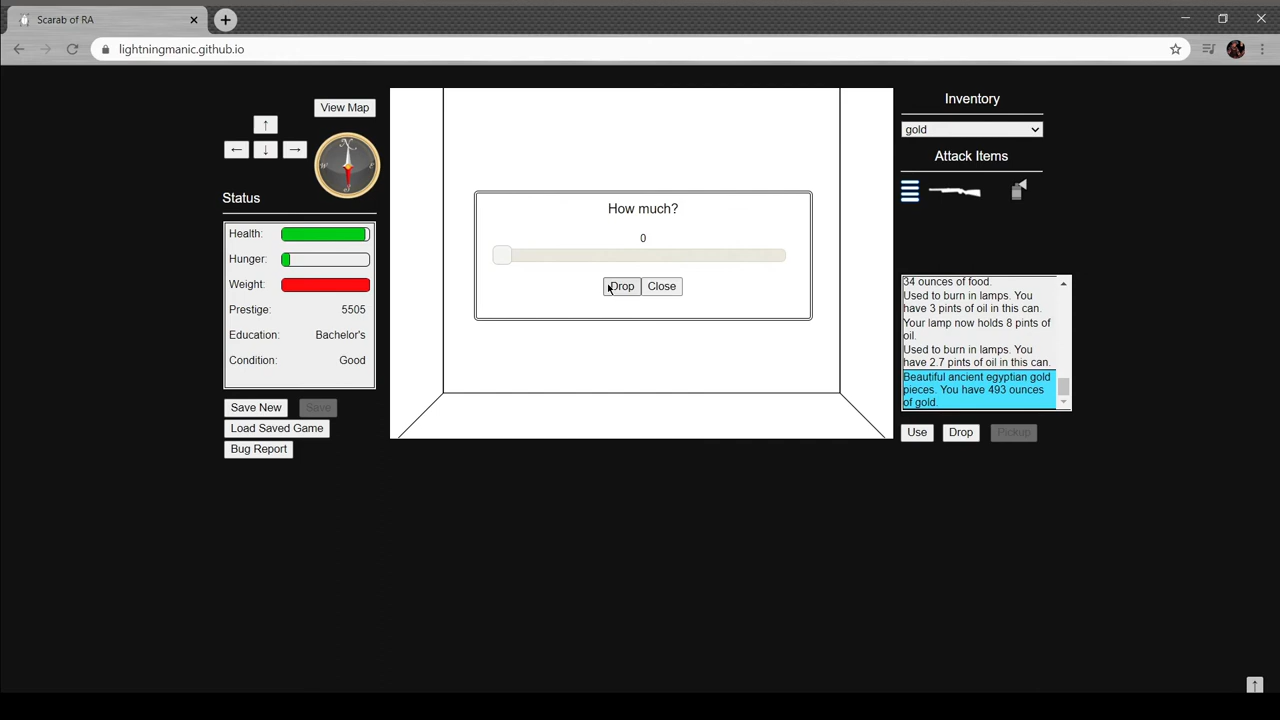 Scarab of RA
lightningmanic.github.io
View Map
↑
← ↓ →
Status
Health:
Hunger:
Weight:
Prestige: 5505
Education: Bachelor's
Condition: Good
Save New Save
Load Saved Game
Bug Report
How much?
0
Drop Close
Inventory
gold
Attack Items
34 ounces of food.
Used to burn in lamps. You
have 3 pints of oil in this can.
Your lamp now holds 8 pints of
oil.
Used to burn in lamps. You
have 2.7 pints of oil in this can.
Beautiful ancient egyptian gold
pieces. You have 493 ounces
of gold.
Use Drop Pickup